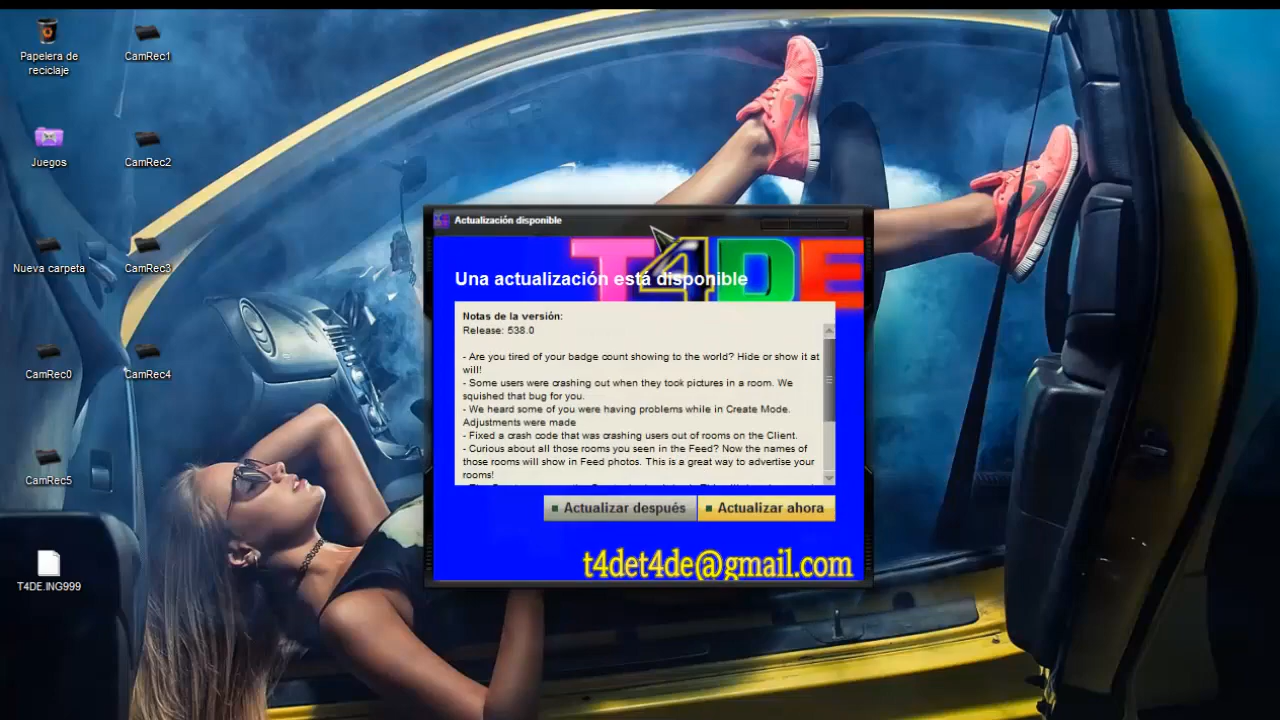 Papelera de
reciclaje
CamRec1
Juegos
CamRec2
Nueva carpeta
CamRec3
CamRec0
CamRec4
CamRec5
T4DE.ING999
Actualización disponible
T4DE
Una actualización está disponible
Notas de la versión:
Release: 538.0
- Are you tired of your badge count showing to the world? Hide or show it at
will!
- Some users were crashing out when they took pictures in a room. We
squished that bug for you.
- We heard some of you were having problems while in Create Mode.
Adjustments were made
- Fixed a crash code that was crashing users out of rooms on the Client.
- Curious about all those rooms you seen in the Feed? Now the names of
those rooms will show in Feed photos. This is a great way to advertise your
rooms!
Actualizar después
Actualizar ahora
t4det4de@gmail.com